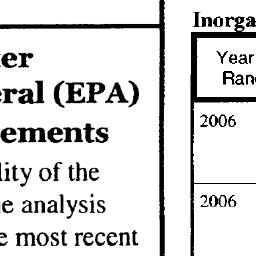 ter
eral (EPA)
ements
lity of the
e analysis
e most recent
Inorga
Year
Ran
2006
2006